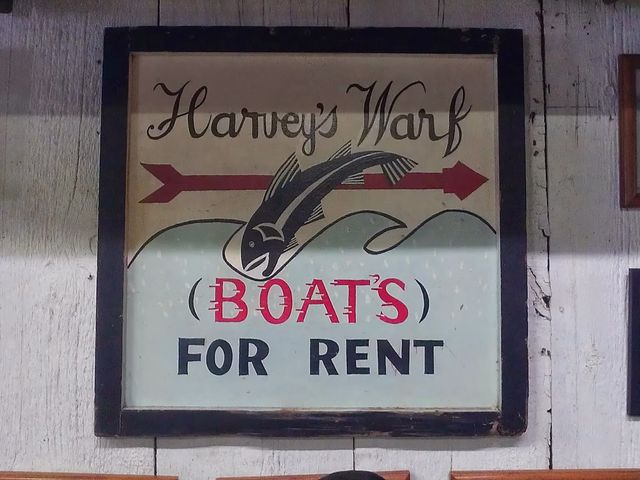 Harvey's Warf
(BOAT'S)
FOR RENT